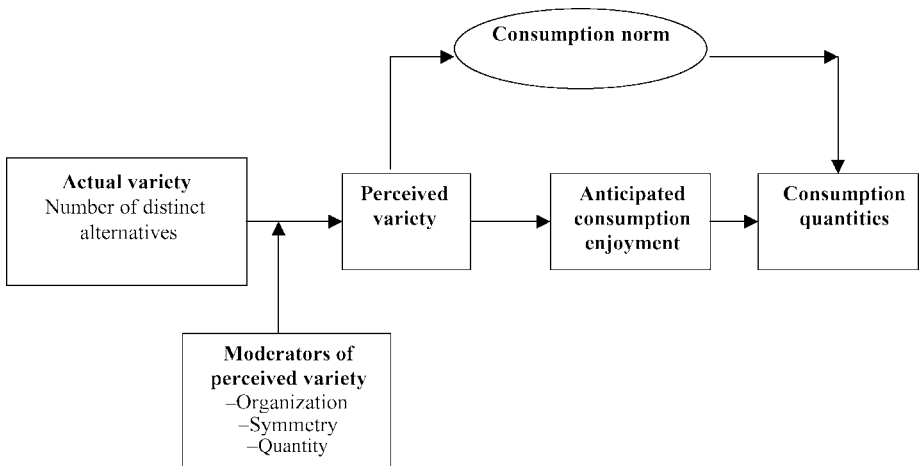 Consumption norm
Actual variety
Number of distinct
alternatives
Perceived
variety
Anticipated
consumption
enjoyment
Consumption
quantities
Moderators of
perceived variety
–Organization
–Symmetry
–Quantity